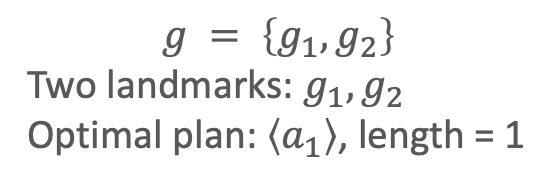 g = {g₁, g₂}
Two landmarks: g₁, g₂
Optimal plan: ⟨a₁⟩, length = 1